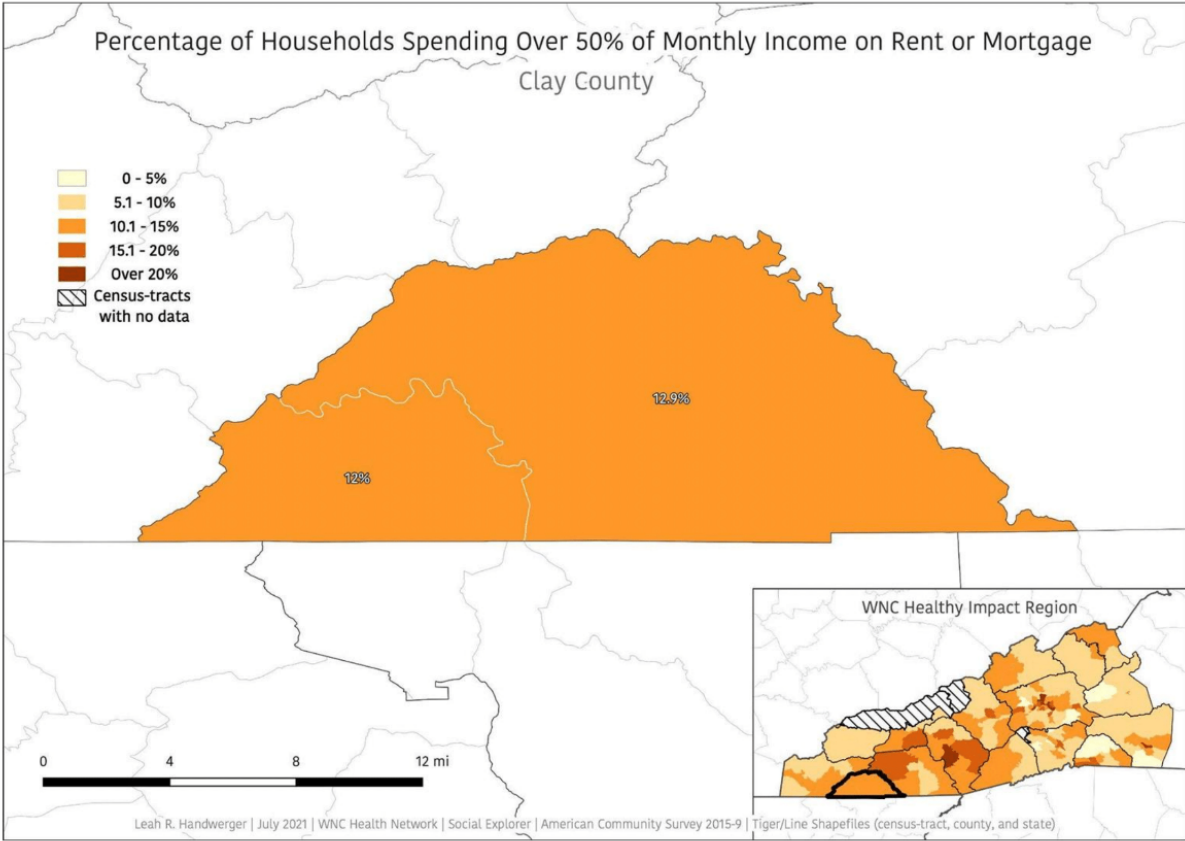 Percentage of Households Spending Over 50% of Monthly Income on Rent or Mortgage
Clay County
0 - 5%
5.1 - 10%
10.1 - 15%
15.1 - 20%
Over 20%
Census-tracts
with no data
12.9%
12%
WNC Healthy Impact Region
0 4 8 12 mi
Leah R. Handwerger | July 2021 | WNC Health Network | Social Explorer | American Community Survey 2015-9 | Tiger/Line Shapefiles (census-tract, county, and state)